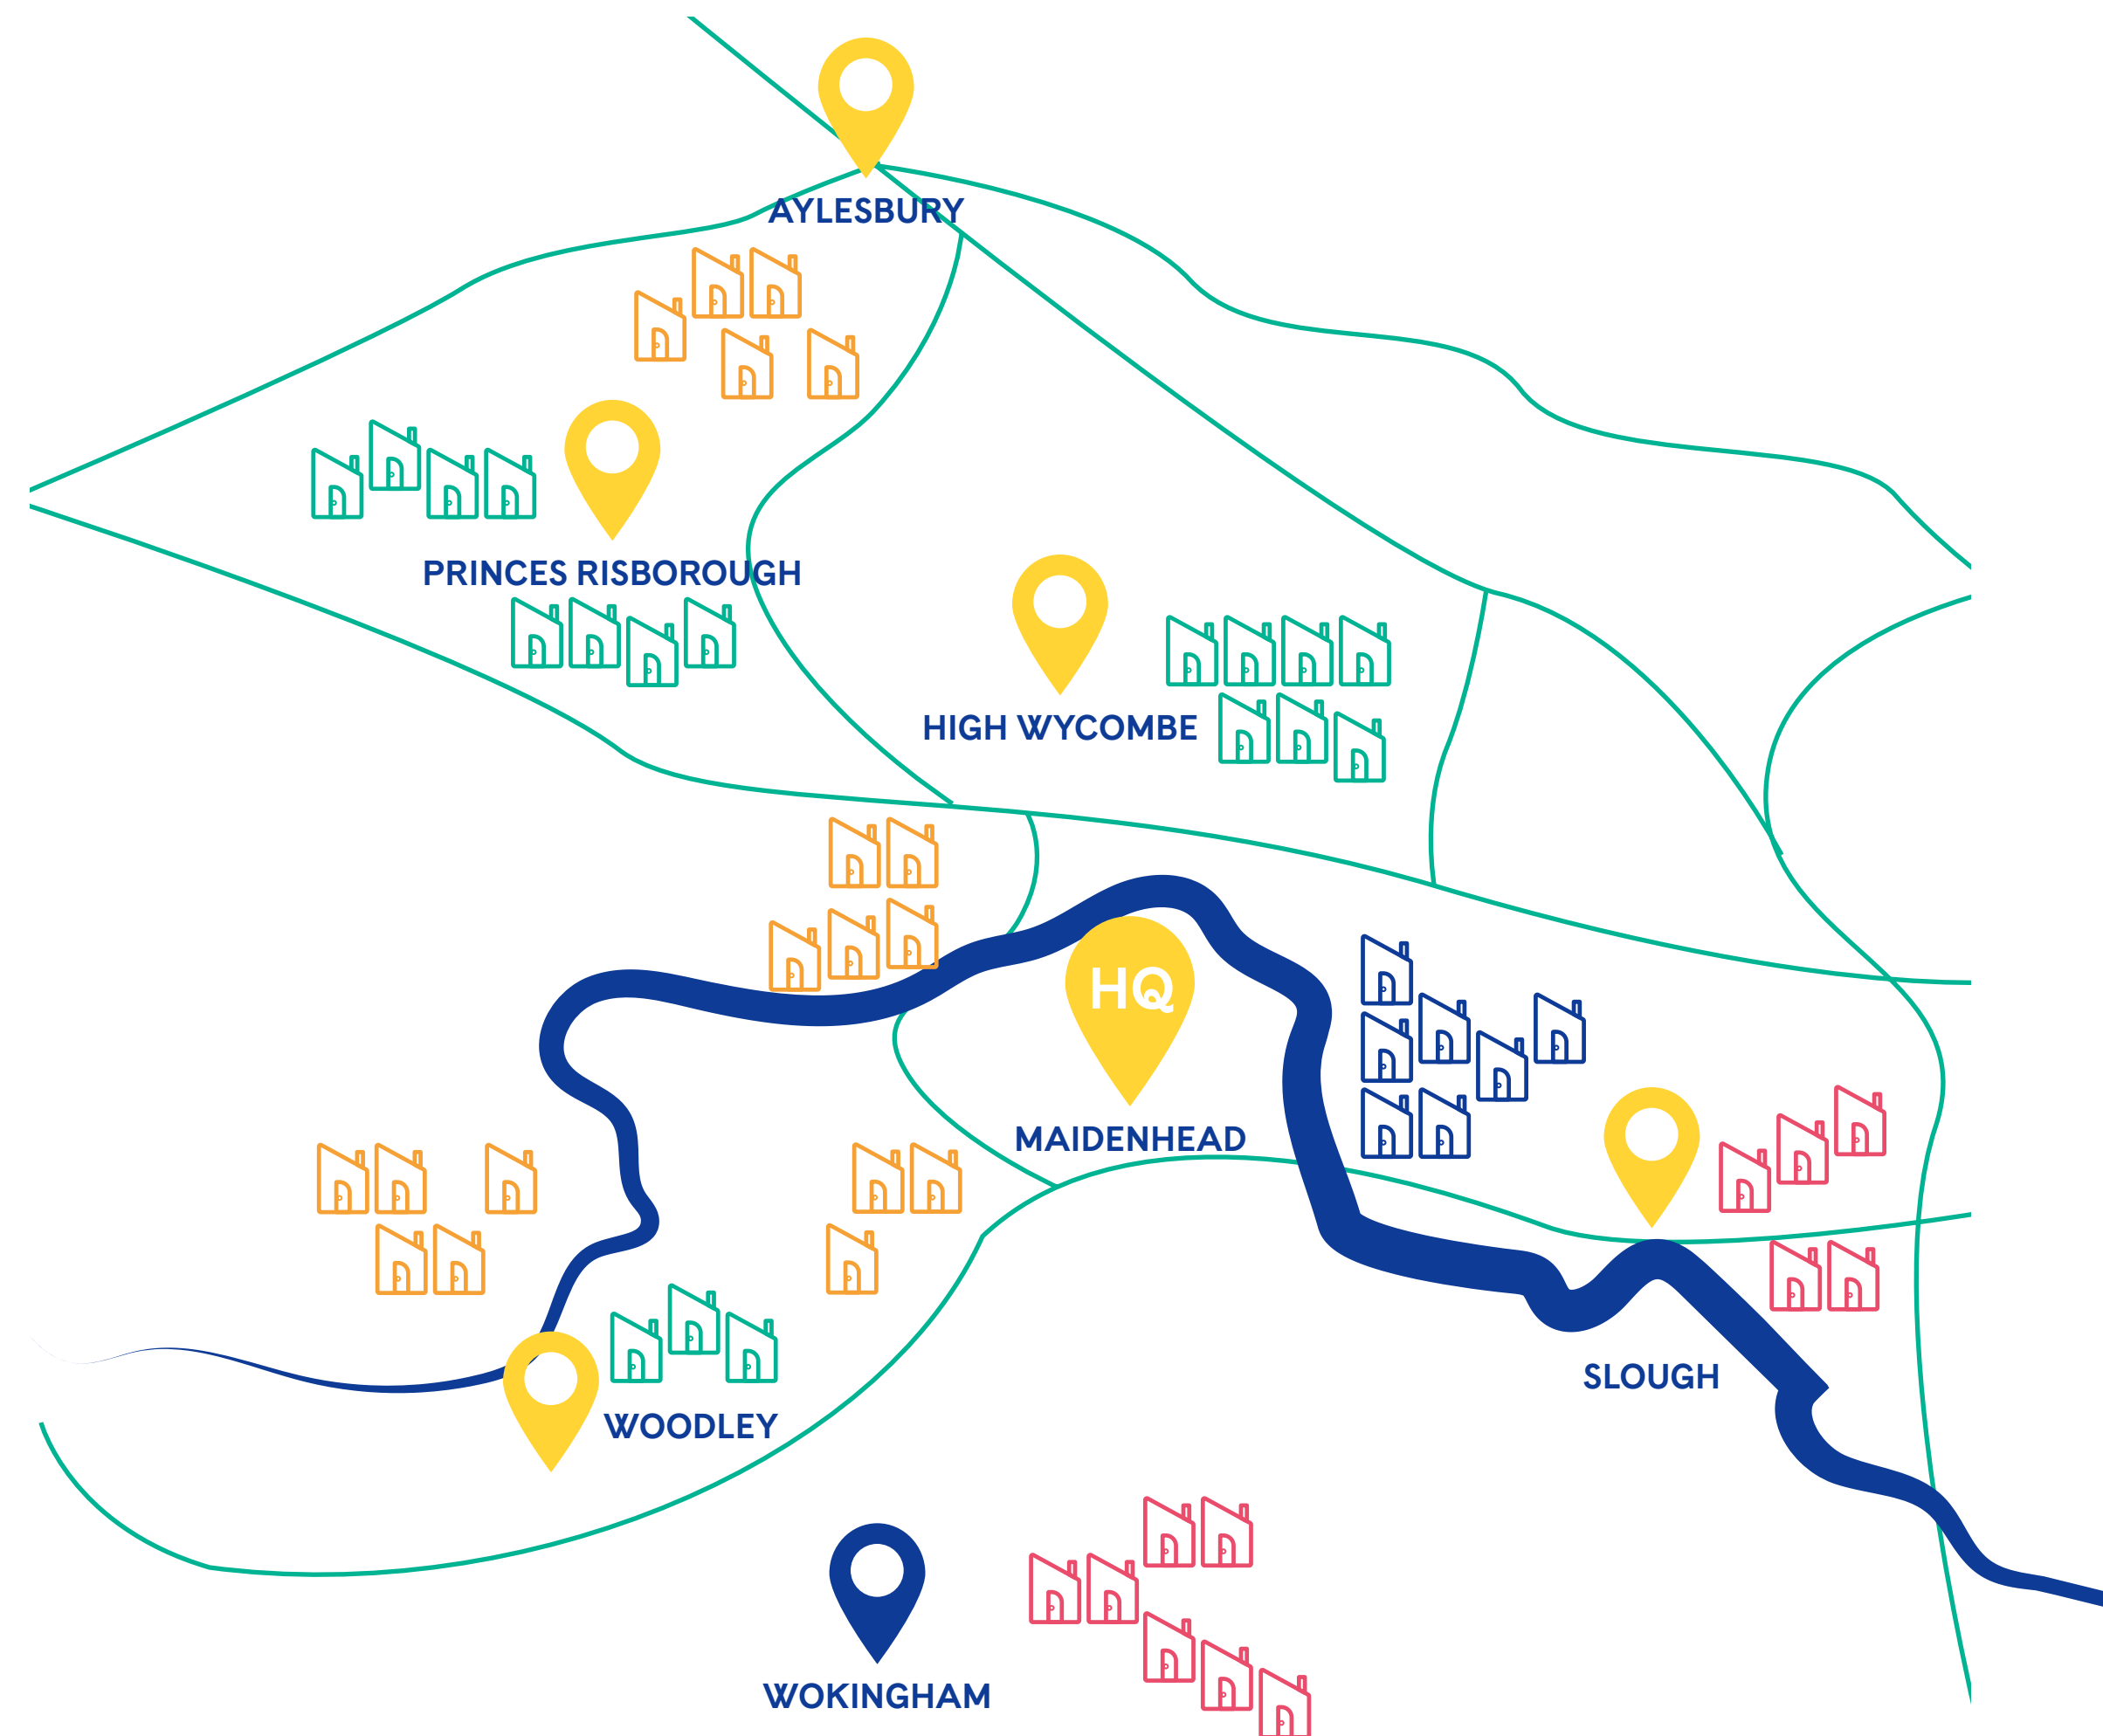 AYLESBURY
PRINCES RISBOROUGH
HIGH WYCOMBE
HQ
MAIDENHEAD
SLOUGH
WOODLEY
WOKINGHAM